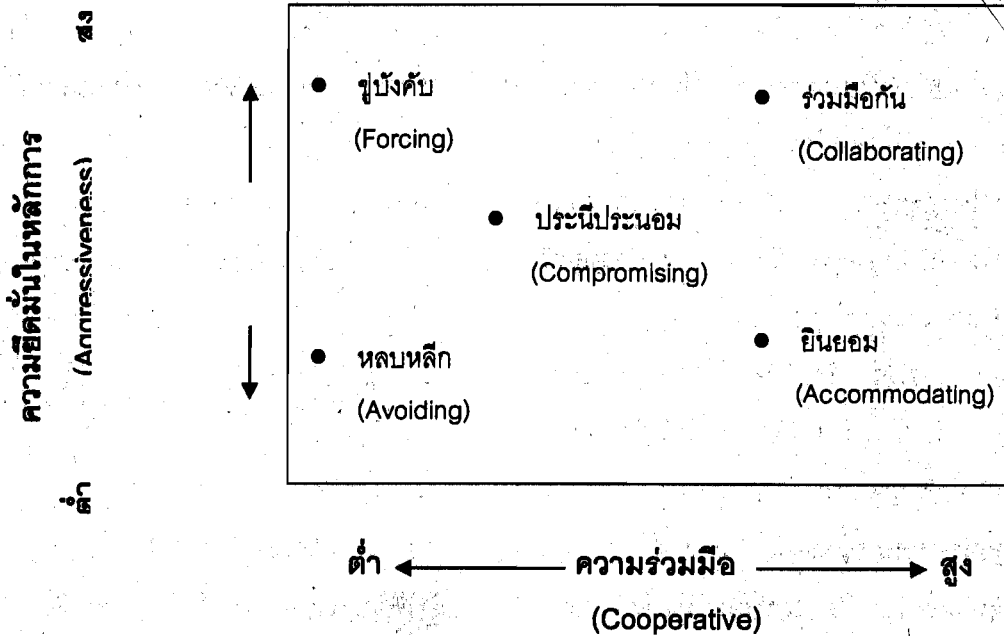 สูง
ความยึดมั่นในหลักการ
(Aggressiveness)
ต่ำ
ขู่บังคับ
(Forcing)
ร่วมมือกัน
(Collaborating)
ประนีประนอม
(Compromising)
หลบหลีก
(Avoiding)
ยินยอม
(Accommodating)
ต่ำ ความร่วมมือ สูง
(Cooperative)